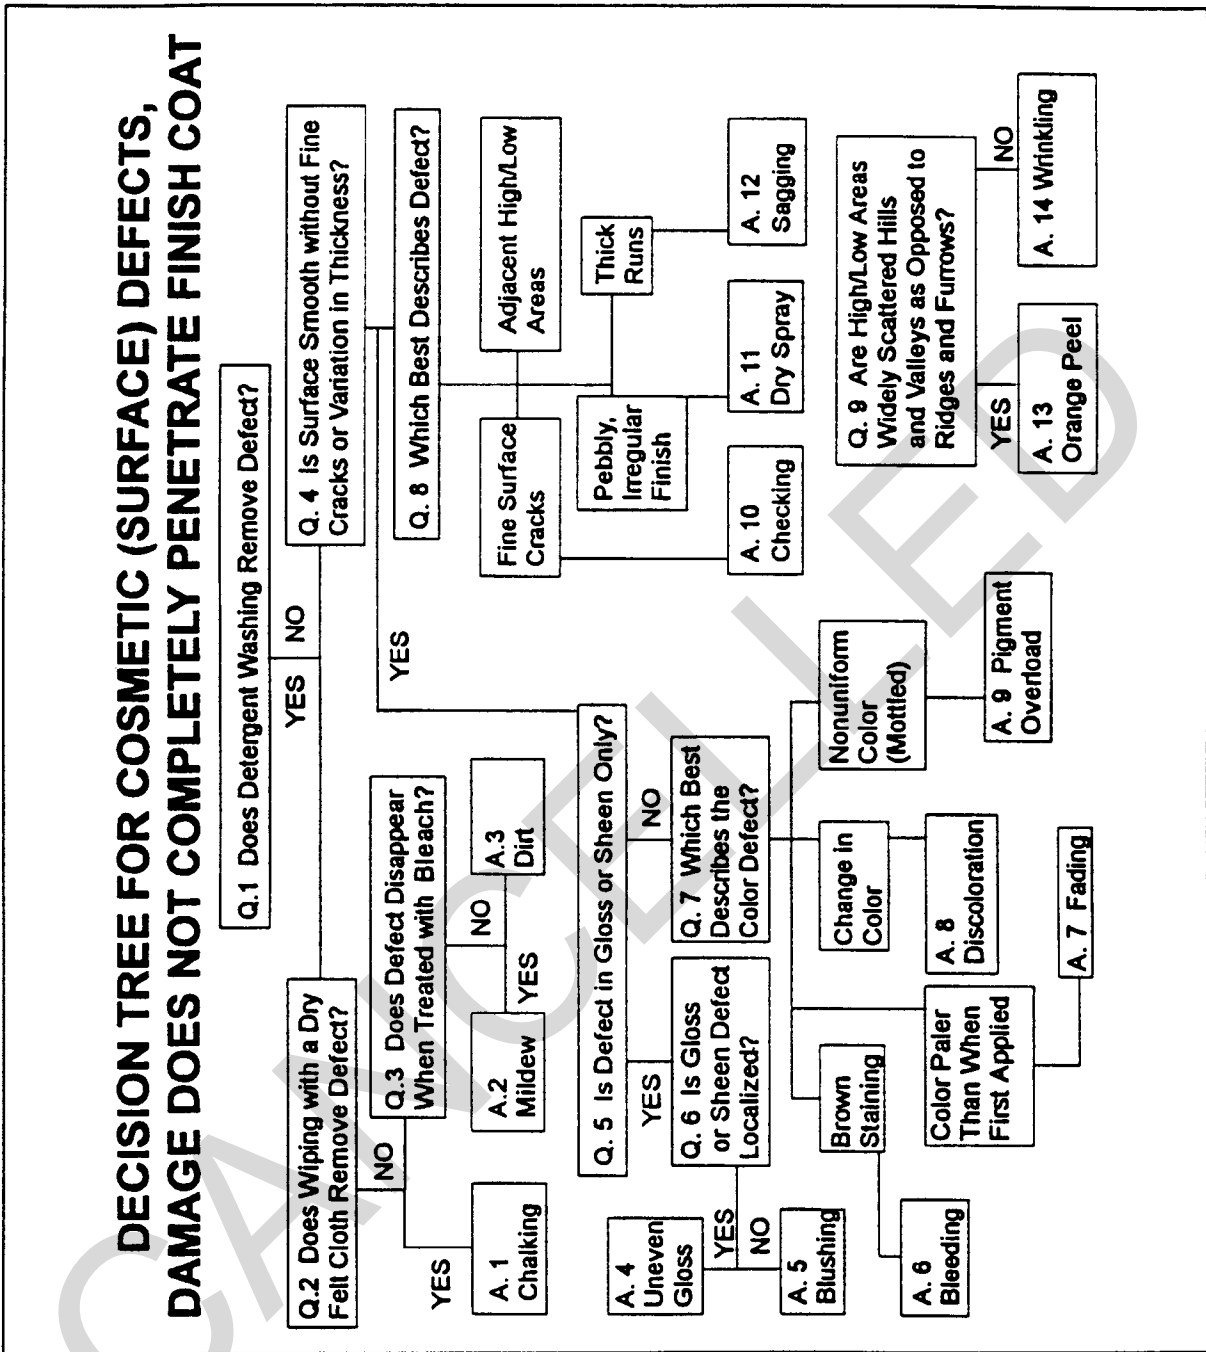 DECISION TREE FOR COSMETIC (SURFACE) DEFECTS,
DAMAGE DOES NOT COMPLETELY PENETRATE FINISH COAT
Q.1 Does Detergent Washing Remove Defect?
YES
NO
Q.2 Does Wiping with a Dry
Felt Cloth Remove Defect?
Q. 4 Is Surface Smooth without Fine
Cracks or Variation in Thickness?
NO
YES
Q.3 Does Defect Disappear
When Treated with Bleach?
YES
Q. 8 Which Best Describes Defect?
A. 1
Chalking
NO
YES
A.2
Mildew
A.3
Dirt
Fine Surface
Cracks
Adjacent High/Low
Areas
Pebbly,
Irregular
Finish
Thick
Runs
Q. 5 Is Defect in Gloss or Sheen Only?
YES
NO
A. 4
Uneven
Gloss
Q. 6 Is Gloss
or Sheen Defect
Localized?
Q. 7 Which Best
Describes the
Color Defect?
A. 10
Checking
A. 11
Dry Spray
A. 12
Sagging
YES
NO
A. 5
Blushing
Brown
Staining
Change in
Color
Nonuniform
Color
(Mottled)
Q. 9 Are High/Low Areas
Widely Scattered Hills
and Valleys as Opposed to
Ridges and Furrows?
A. 6
Bleeding
Color Paler
Than When
First Applied
A. 8
Discoloration
A. 9 Pigment
Overload
YES
NO
A. 13
Orange Peel
A. 14 Wrinkling
A. 7 Fading
CANCELLED